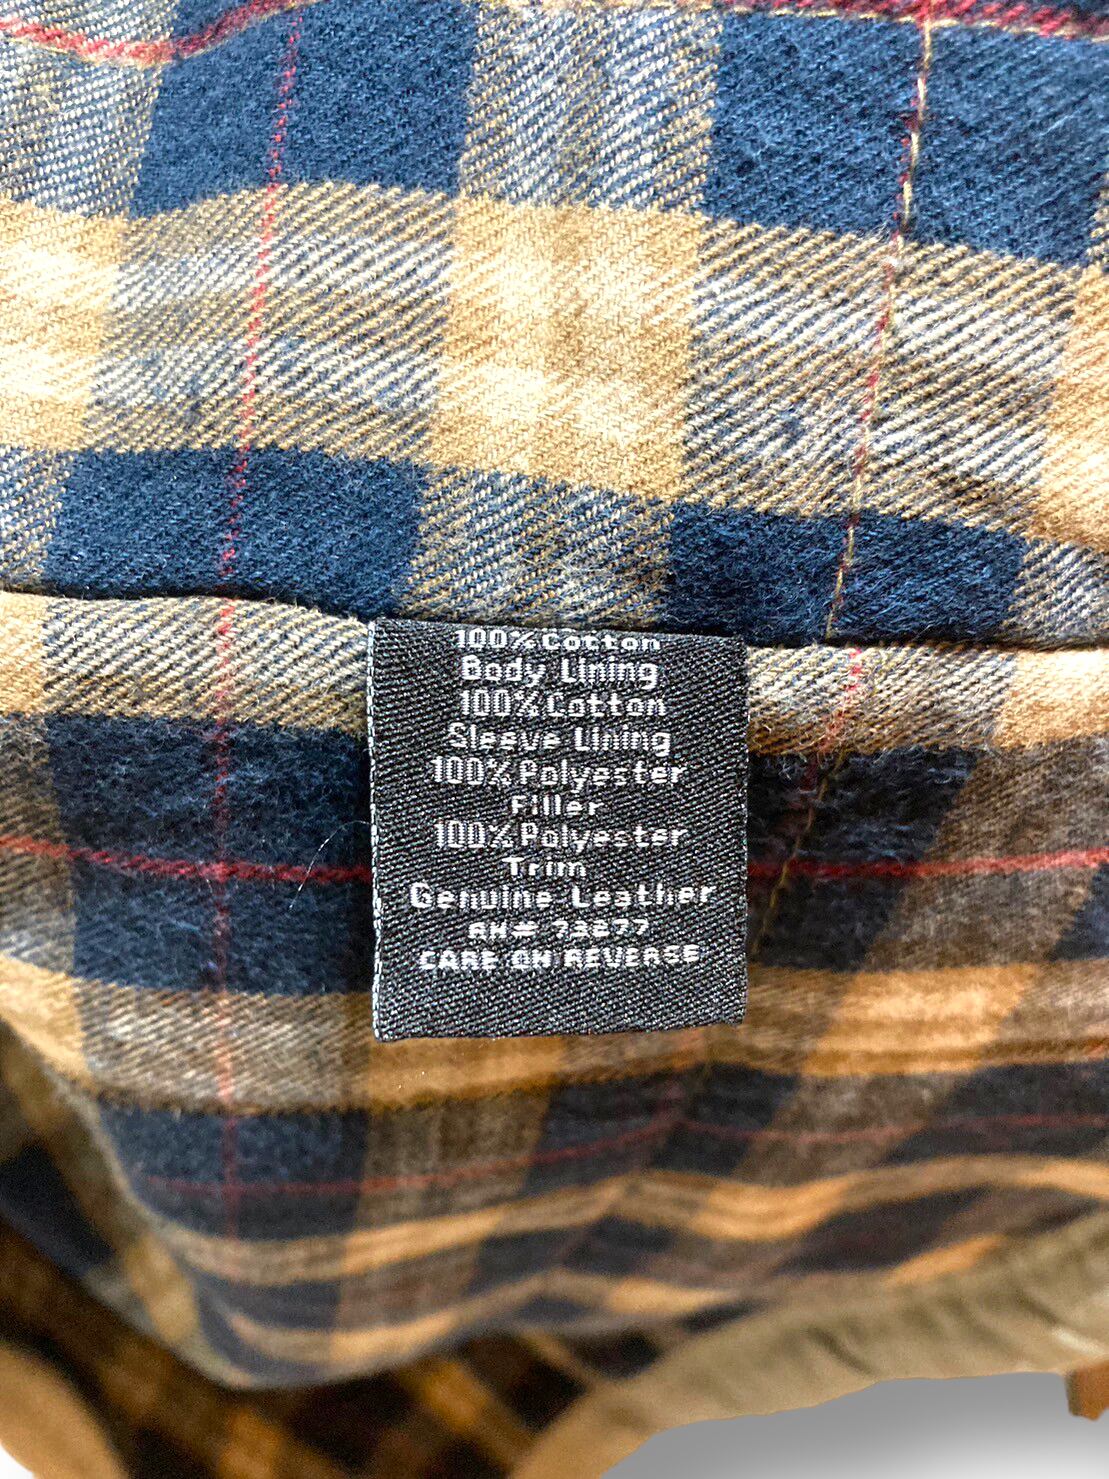 100% Cotton
Body Lining
100% Cotton
Sleeve Lining
100% Polyester
Filler
100% Polyester
Trim
Genuine Leather
RN# 73277
CARE ON REVERSE